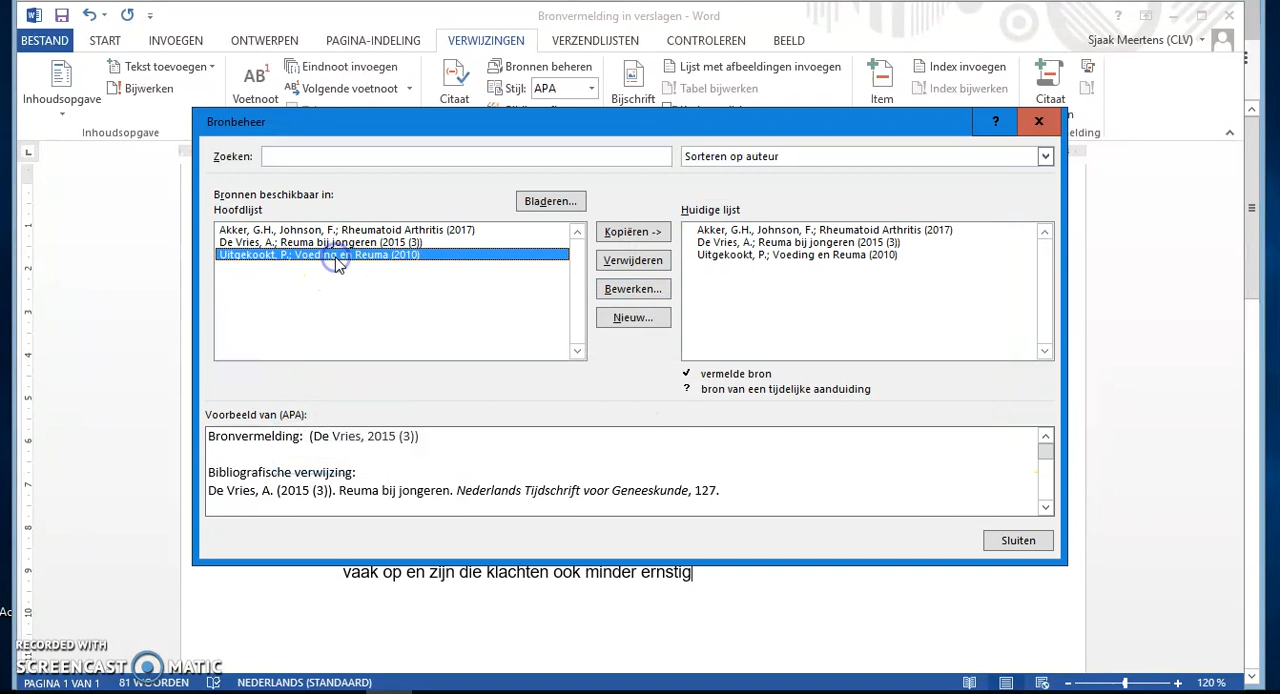 Bronvermelding in verslagen - Word
?
BESTAND START INVOEGEN ONTWERPEN PAGINA-INDELING VERWIJZINGEN VERZENDLIJSTEN CONTROLEREN BEELD Sjaak Meertens (CLV)
Inhoudsopgave
Tekst toevoegen
Bijwerken
Inhoudsopgave
AB¹
Voetnoot
Eindnoot invoegen
Volgende voetnoot
Citaat
Bronnen beheren
Stijl: APA
Bijschrift
Lijst met afbeeldingen invoegen
Tabel bijwerken
Item
Index invoegen
Index bijwerken
Citaat
Bronbeheer
?
Zoeken:
Sorteren op auteur
Bronnen beschikbaar in:
Hoofdlijst
Bladeren...
Huidige lijst
Akker, G.H., Johnson, F.; Rheumatoid Arthritis (2017)
De Vries, A.; Reuma bij jongeren (2015 (3))
Uitgekookt, P.; Voeding en Reuma (2010)
Kopiëren ->
Verwijderen
Bewerken...
Nieuw...
Akker, G.H., Johnson, F.; Rheumatoid Arthritis (2017)
De Vries, A.; Reuma bij jongeren (2015 (3))
Uitgekookt, P.; Voeding en Reuma (2010)
vermelde bron
? bron van een tijdelijke aanduiding
Voorbeeld van (APA):
Bronvermelding: (De Vries, 2015 (3))
Bibliografische verwijzing:
De Vries, A. (2015 (3)). Reuma bij jongeren. Nederlands Tijdschrift voor Geneeskunde, 127.
Sluiten
vaak op en zijn die klachten ook minder ernstig
RECORDED WITH
SCREENCAST MATIC
PAGINA 1 VAN 1 81 WOORDEN NEDERLANDS (STANDAARD) 120 %